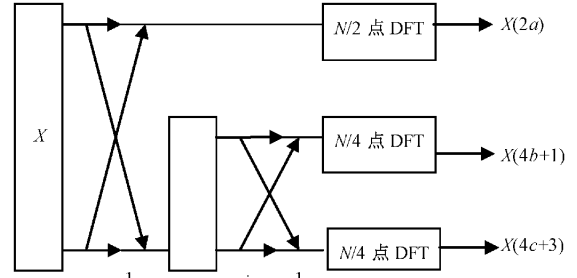 N/2 点 DFT
X(2a)
X
N/4 点 DFT
X(4b+1)
N/4 点 DFT
X(4c+3)